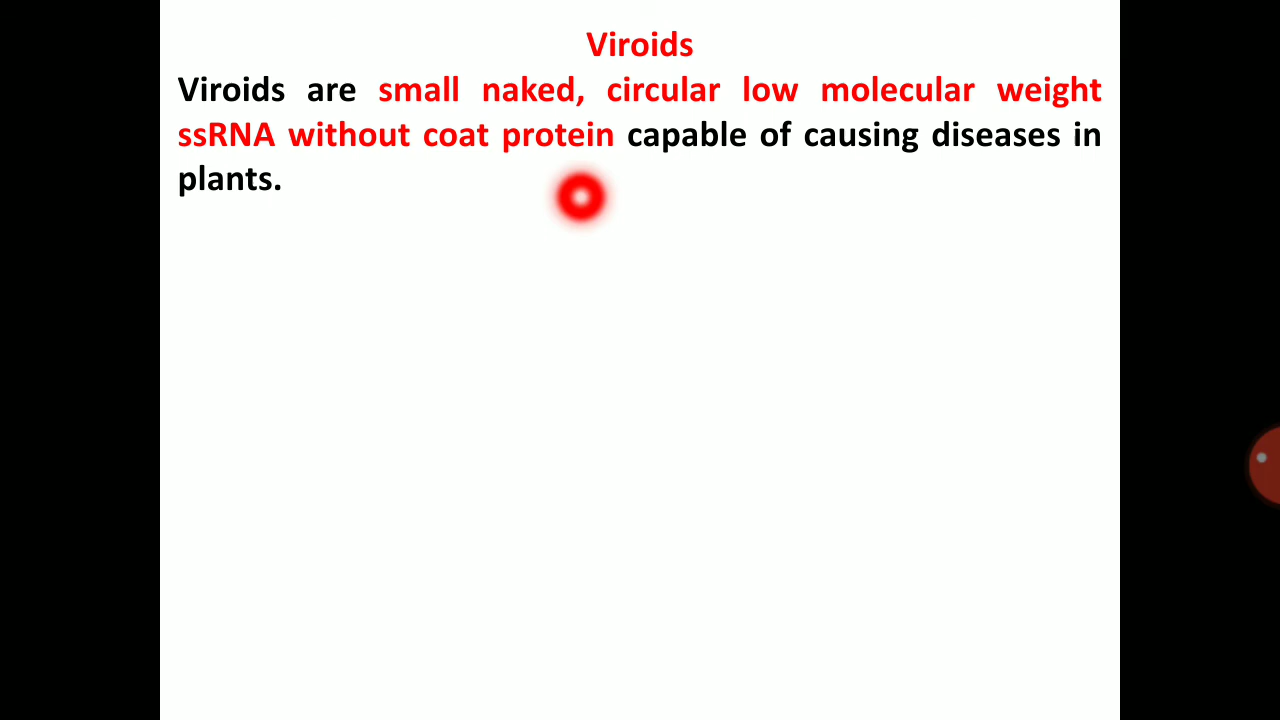 Viroids
Viroids are small naked, circular low molecular weight
ssRNA without coat protein capable of causing diseases in
plants.